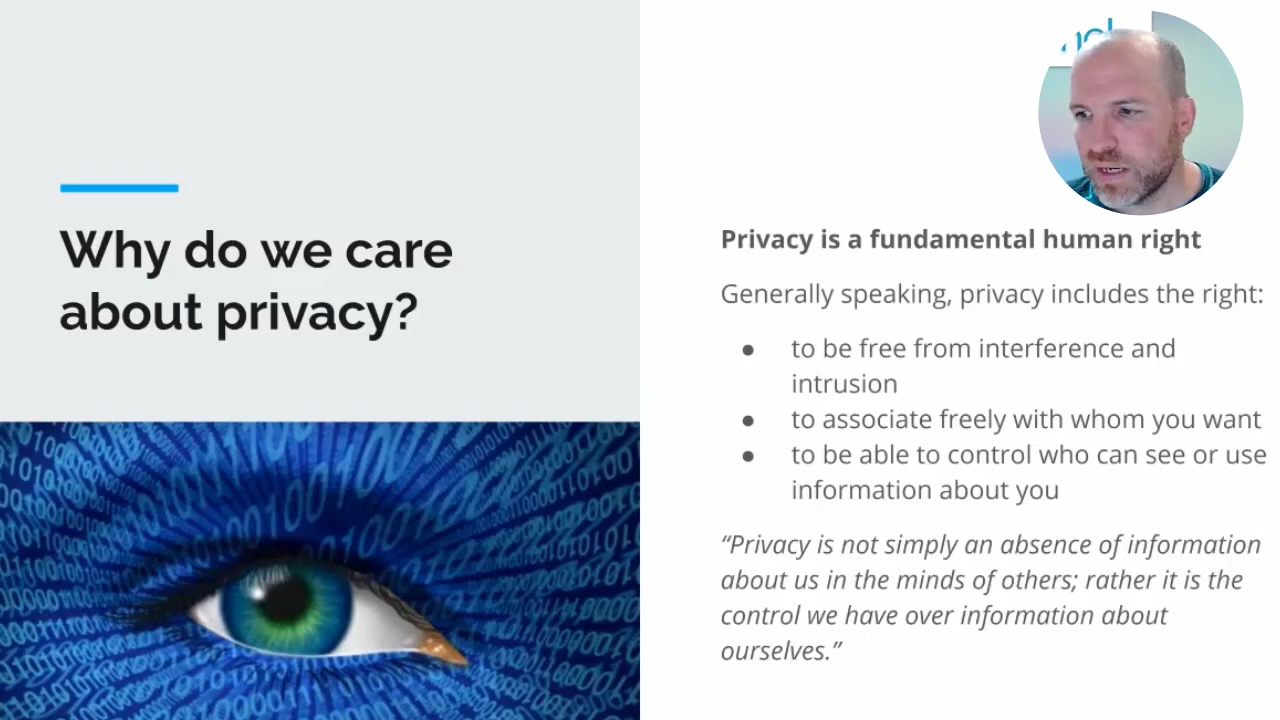 Why do we care
about privacy?
Privacy is a fundamental human right
Generally speaking, privacy includes the right:
● to be free from interference and
intrusion
● to associate freely with whom you want
● to be able to control who can see or use
information about you
“Privacy is not simply an absence of information
about us in the minds of others; rather it is the
control we have over information about
ourselves.”